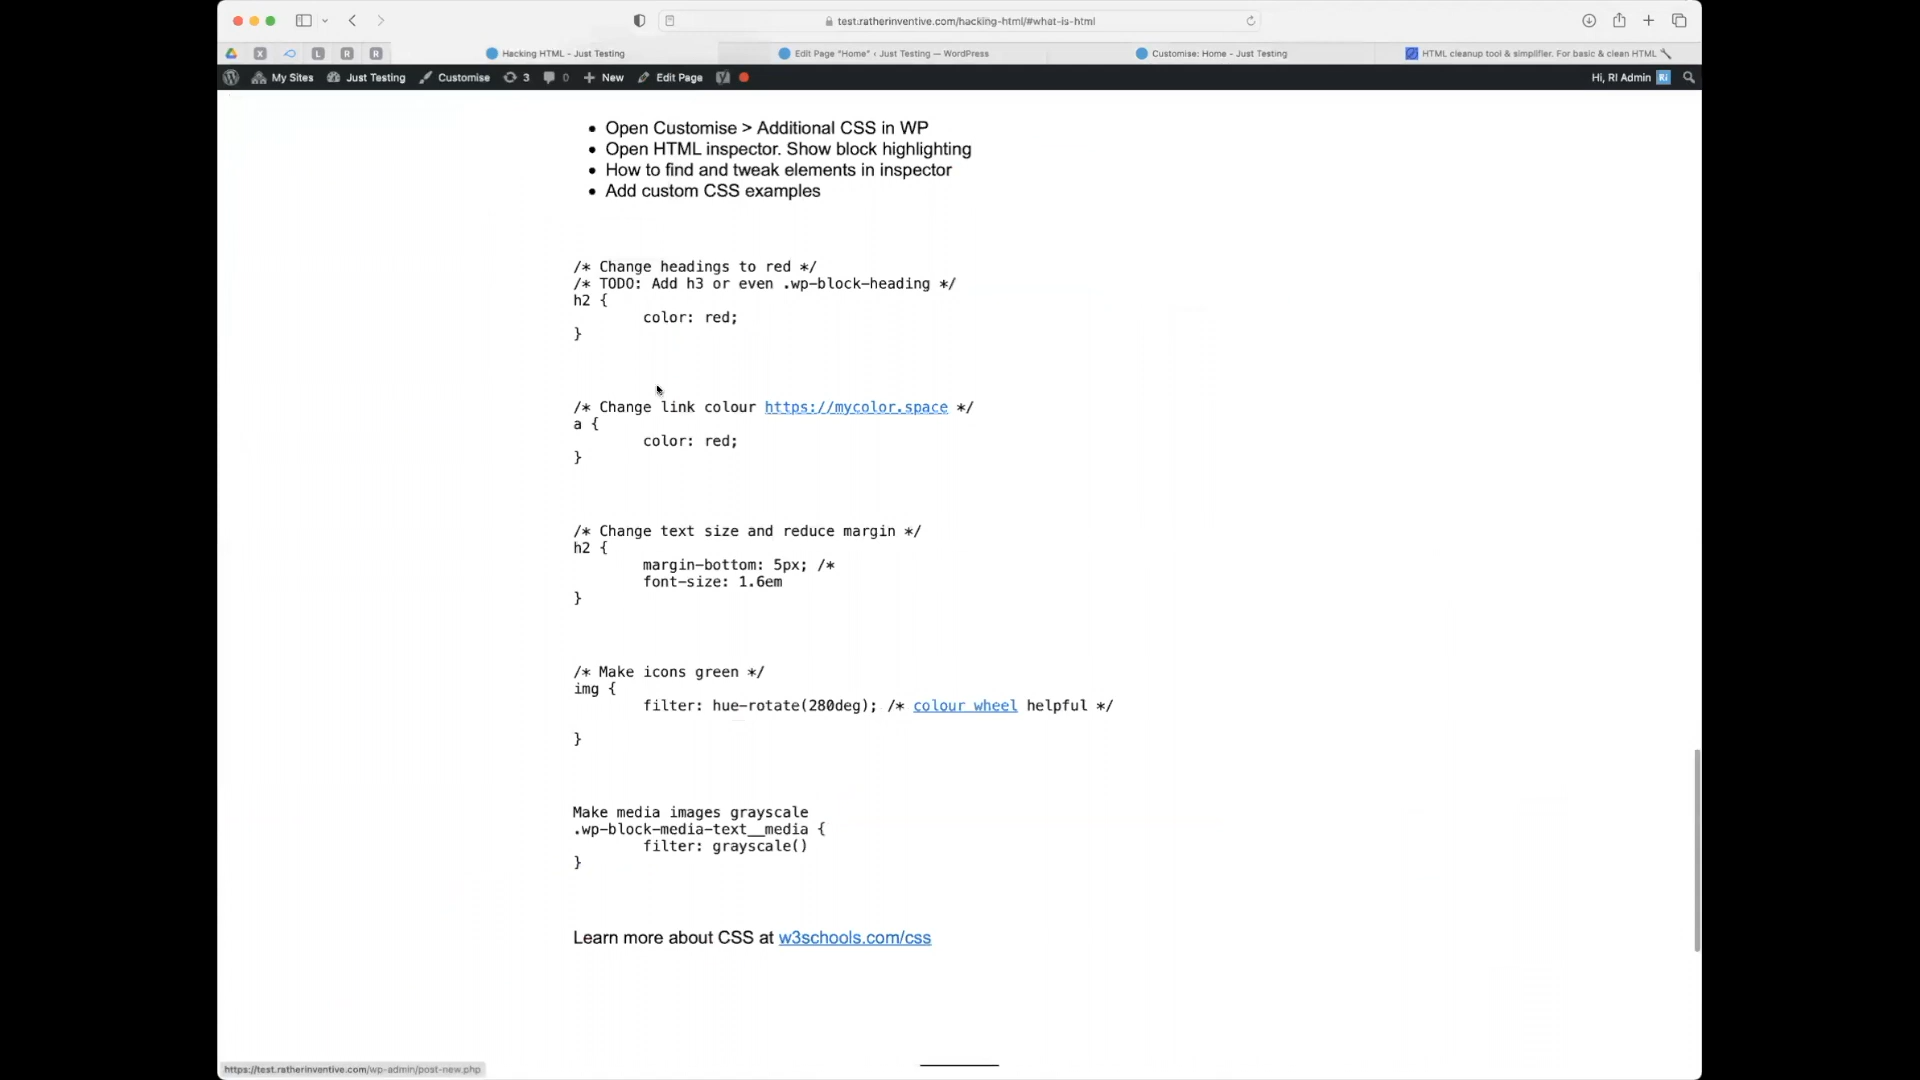 test.ratherinventive.com/hacking-html/#what-is-html
X
L
R
R
Hacking HTML - Just Testing
Edit Page "Home" ‹ Just Testing — WordPress
Customise: Home - Just Testing
HTML cleanup tool & simplifier. For basic & clean HTML
My Sites
Just Testing
Customise
3
0
New
Edit Page
Hi, RI Admin
Ri
• Open Customise > Additional CSS in WP
• Open HTML inspector. Show block highlighting
• How to find and tweak elements in inspector
• Add custom CSS examples
/* Change headings to red */
/* TODO: Add h3 or even .wp-block-heading */
h2 {
color: red;
}
/* Change link colour https://mycolor.space */
a {
color: red;
}
/* Change text size and reduce margin */
h2 {
margin-bottom: 5px; /*
font-size: 1.6em
}
/* Make icons green */
img {
filter: hue-rotate(280deg); /* colour wheel helpful */
}
Make media images grayscale
.wp-block-media-text__media {
filter: grayscale()
}
Learn more about CSS at w3schools.com/css
https://test.ratherinventive.com/wp-admin/post-new.php